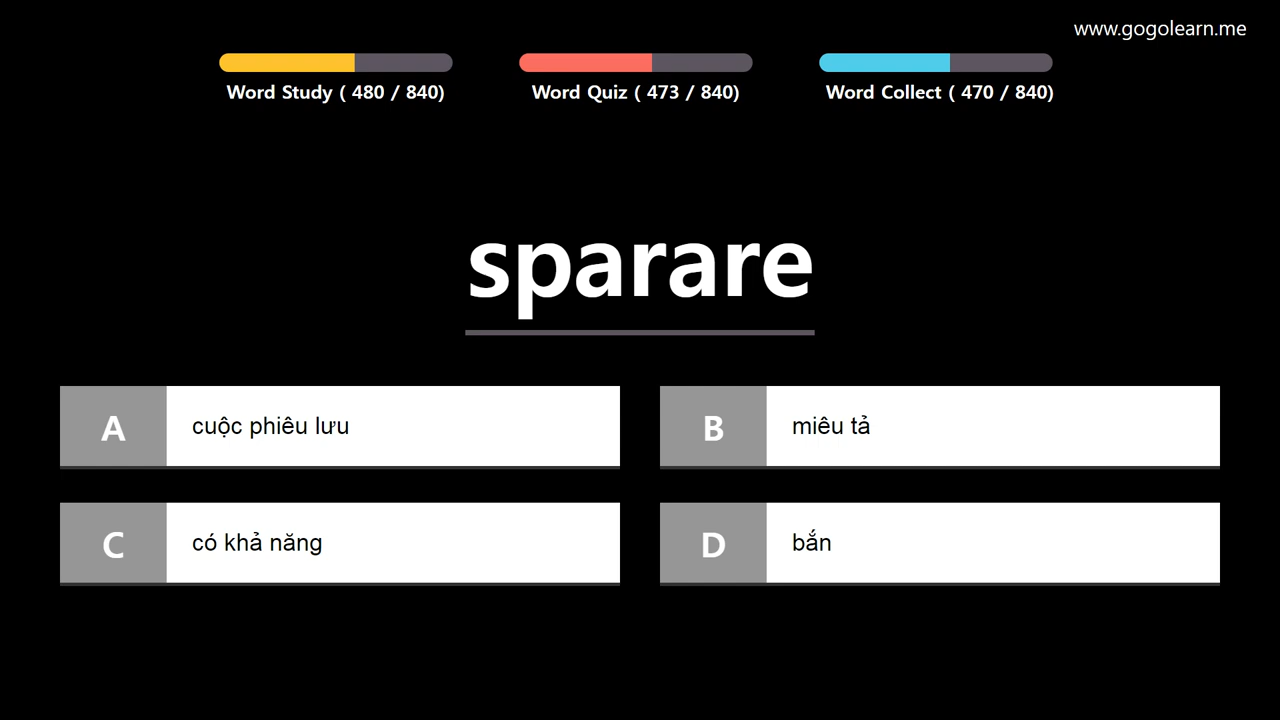 www.gogolearn.me
Word Study ( 480 / 840)
Word Quiz ( 473 / 840)
Word Collect ( 470 / 840)
sparare
A cuộc phiêu lưu
B miêu tả
C có khả năng
D bắn